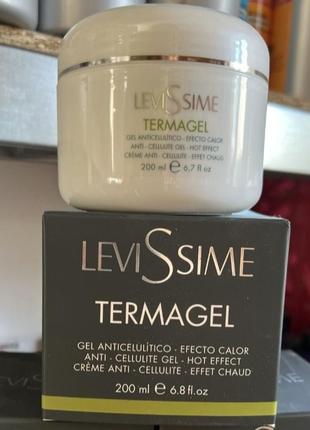 LEVISSIME
TERMAGEL
GEL ANTICELULÍTICO - EFECTO CALOR
ANTI - CELLULITE GEL - HOT EFFECT
CRÈME ANTI - CELLULITE - EFFET CHAUD
200 ml e 6,7 fl oz
LEVISSIME
TERMAGEL
GEL ANTICELULÍTICO - EFECTO CALOR
ANTI - CELLULITE GEL - HOT EFFECT
CRÈME ANTI - CELLULITE - EFFET CHAUD
200 ml e 6.8 fl.oz